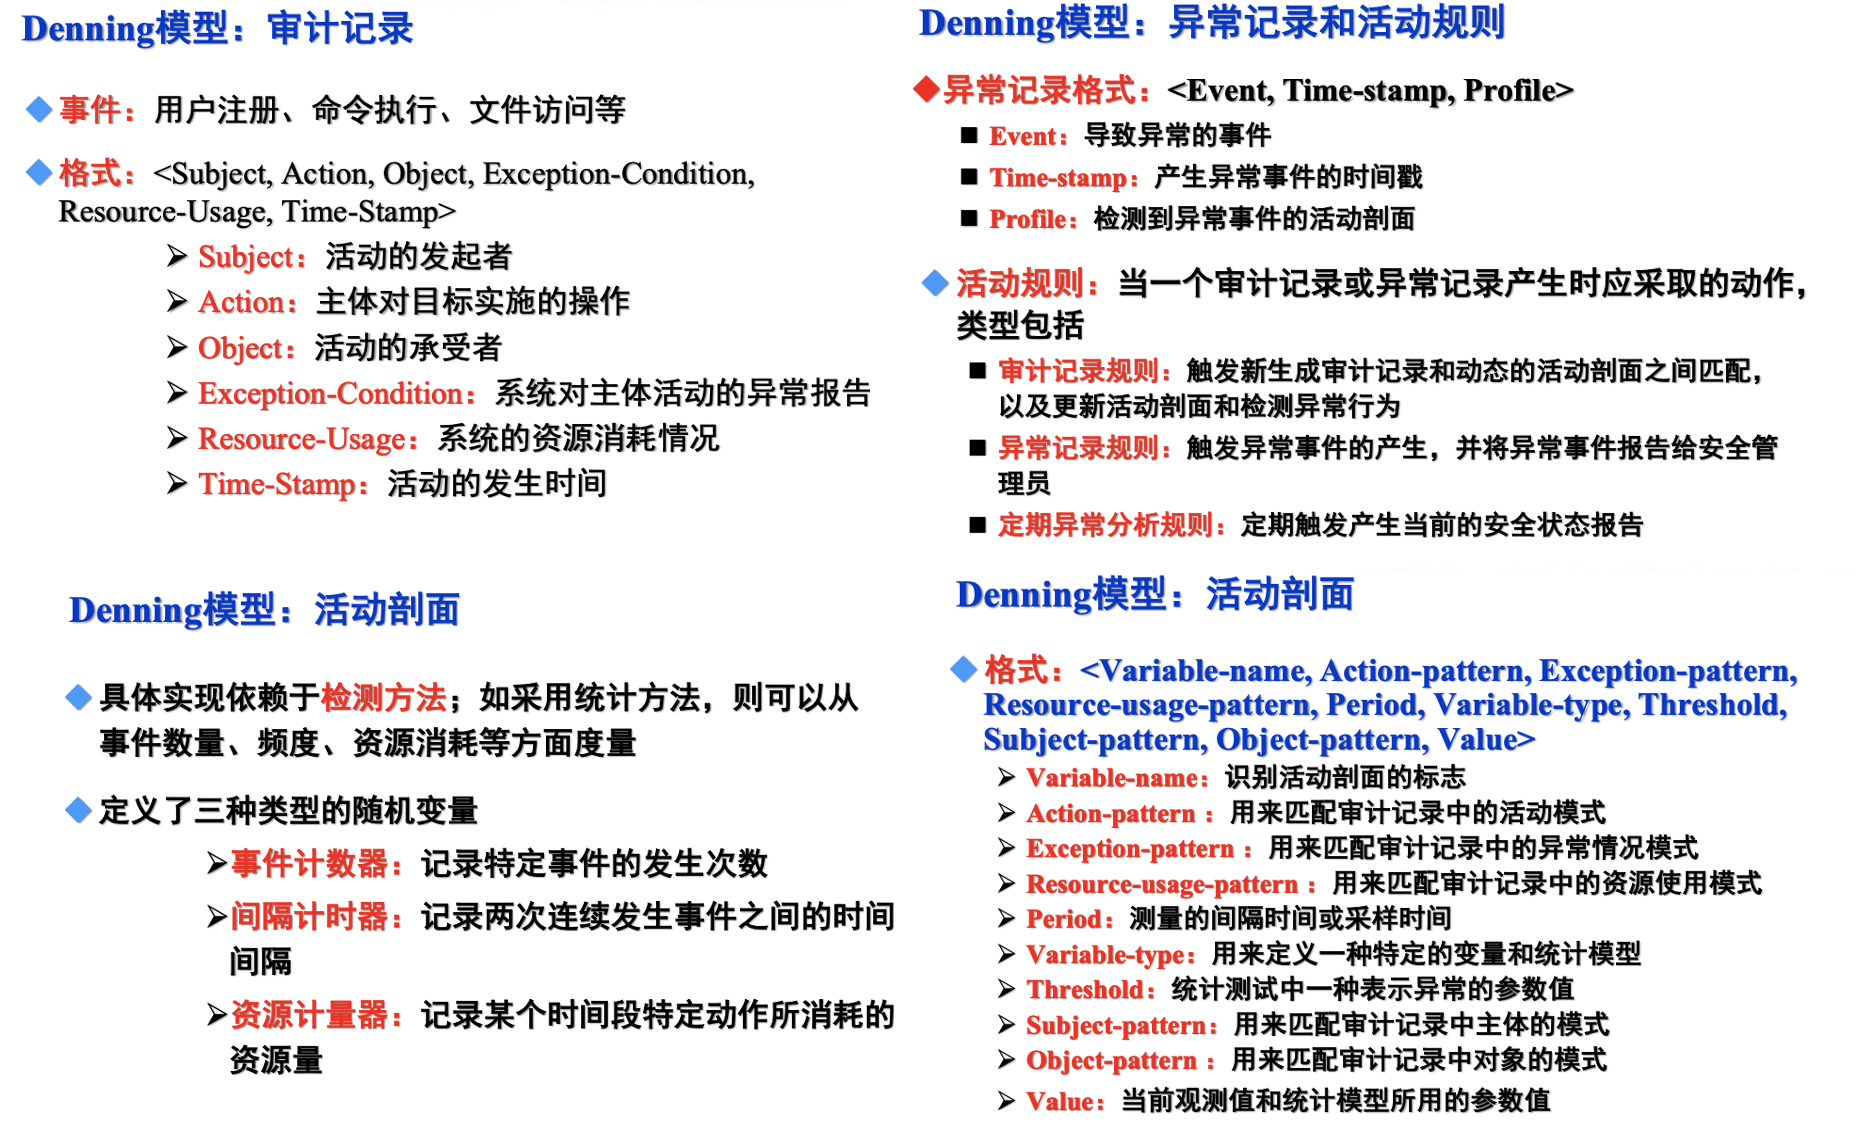 Denning模型：审计记录
事件：用户注册、命令执行、文件访问等
格式：<Subject, Action, Object, Exception-Condition,
Resource-Usage, Time-Stamp>
Subject：活动的发起者
Action：主体对目标实施的操作
Object：活动的承受者
Exception-Condition：系统对主体活动的异常报告
Resource-Usage：系统的资源消耗情况
Time-Stamp：活动的发生时间
Denning模型：异常记录和活动规则
异常记录格式：<Event, Time-stamp, Profile>
Event：导致异常的事件
Time-stamp：产生异常事件的时间戳
Profile：检测到异常事件的活动剖面
活动规则：当一个审计记录或异常记录产生时应采取的动作，
类型包括
审计记录规则：触发新生成审计记录和动态的活动剖面之间匹配，
以及更新活动剖面和检测异常行为
异常记录规则：触发异常事件的产生，并将异常事件报告给安全管
理员
定期异常分析规则：定期触发产生当前的安全状态报告
Denning模型：活动剖面
具体实现依赖于检测方法；如采用统计方法，则可以从
事件数量、频度、资源消耗等方面度量
定义了三种类型的随机变量
事件计数器：记录特定事件的发生次数
间隔计时器：记录两次连续发生事件之间的时间
间隔
资源计量器：记录某个时间段特定动作所消耗的
资源量
Denning模型：活动剖面
格式：<Variable-name, Action-pattern, Exception-pattern,
Resource-usage-pattern, Period, Variable-type, Threshold,
Subject-pattern, Object-pattern, Value>
Variable-name：识别活动剖面的标志
Action-pattern ：用来匹配审计记录中的活动模式
Exception-pattern ：用来匹配审计记录中的异常情况模式
Resource-usage-pattern ：用来匹配审计记录中的资源使用模式
Period：测量的间隔时间或采样时间
Variable-type：用来定义一种特定的变量和统计模型
Threshold：统计测试中一种表示异常的参数值
Subject-pattern：用来匹配审计记录中主体的模式
Object-pattern ：用来匹配审计记录中对象的模式
Value：当前观测值和统计模型所用的参数值